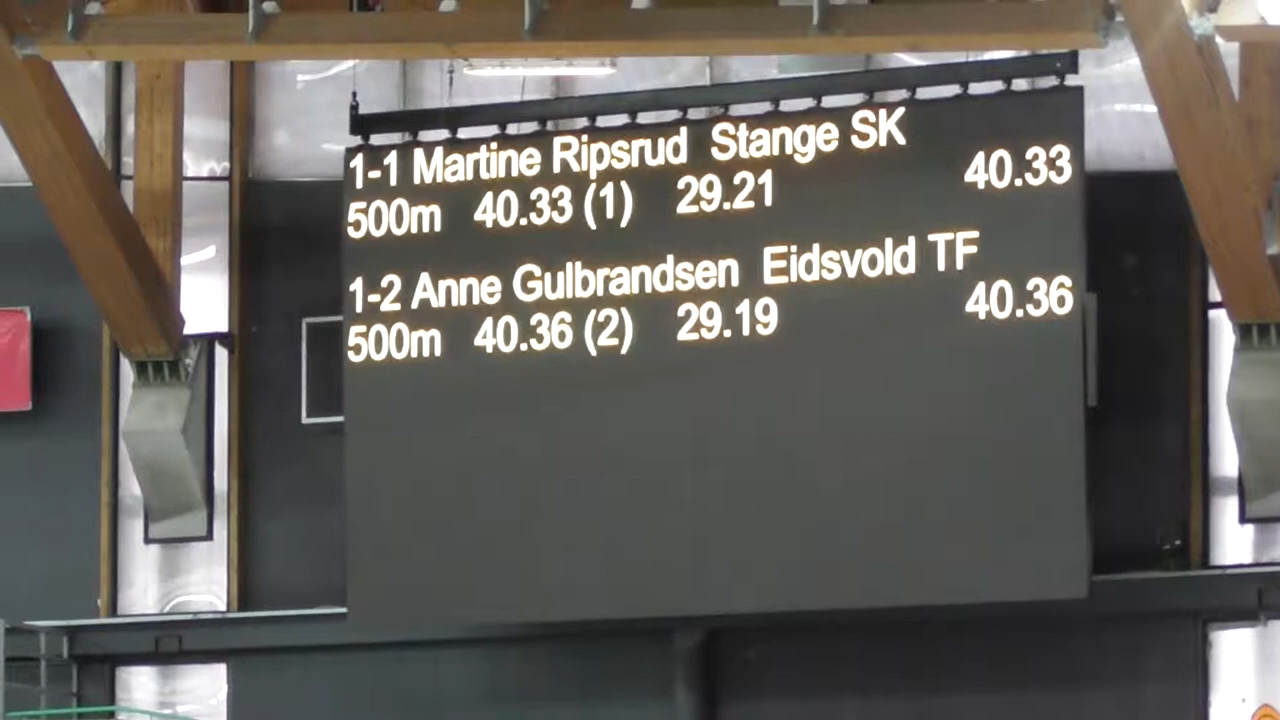 1-1 Martine Ripsrud Stange SK
500m 40.33 (1) 29.21 40.33
1-2 Anne Gulbrandsen Eidsvold TF
500m 40.36 (2) 29.19 40.36